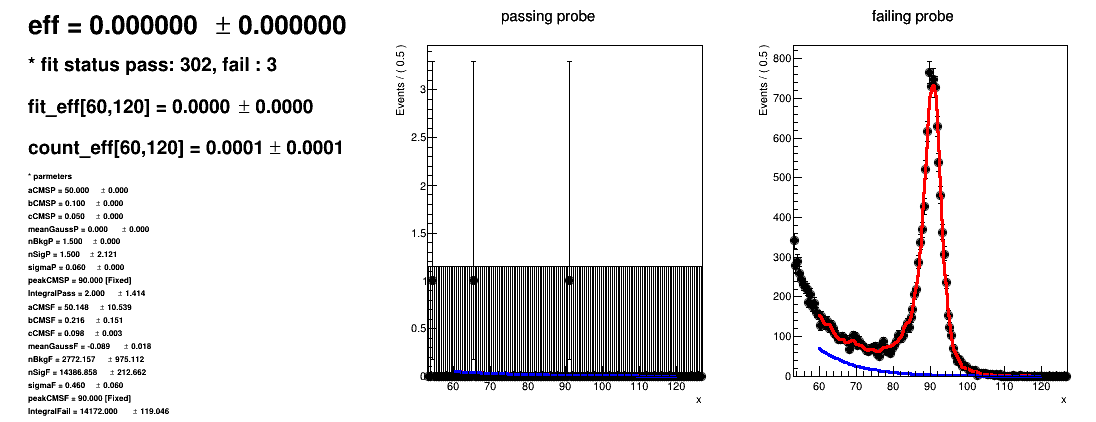 eff = 0.000000 ± 0.000000
* fit status pass: 302, fail : 3
fit_eff[60,120] = 0.0000 ± 0.0000
count_eff[60,120] = 0.0001 ± 0.0001
* parmeters
aCMSP = 50.000 ± 0.000
bCMSP = 0.100 ± 0.000
cCMSP = 0.050 ± 0.000
meanGaussP = 0.000 ± 0.000
nBkgP = 1.500 ± 0.000
nSigP = 1.500 ± 2.121
sigmaP = 0.060 ± 0.000
peakCMSP = 90.000 [Fixed]
IntegralPass = 2.000 ± 1.414
aCMSF = 50.148 ± 10.539
bCMSF = 0.216 ± 0.151
cCMSF = 0.098 ± 0.003
meanGaussF = -0.089 ± 0.018
nBkgF = 2772.157 ± 975.112
nSigF = 14386.858 ± 212.662
sigmaF = 0.460 ± 0.060
peakCMSF = 90.000 [Fixed]
IntegralFail = 14172.000 ± 119.046
passing probe
Events / ( 0.5 )
3
2.5
2
1.5
1
0.5
0
60 70 80 90 100 110 120
x
failing probe
Events / ( 0.5 )
800
700
600
500
400
300
200
100
0
60 70 80 90 100 110 120
x